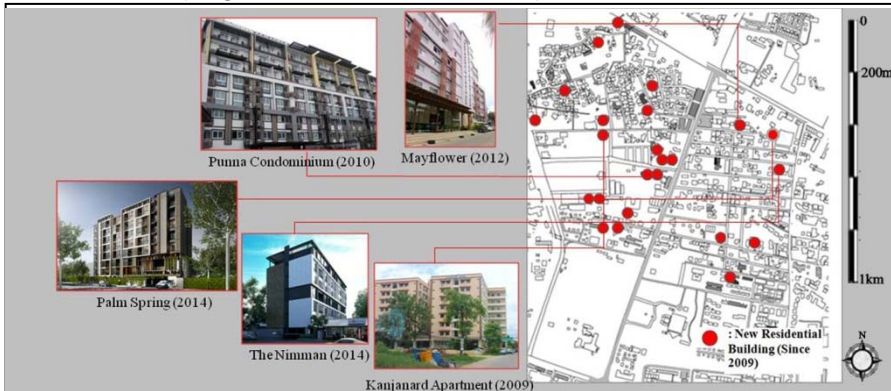 Punna Condominium (2010)
Mayflower (2012)
Palm Spring (2014)
The Nimman (2014)
Kanjanard Apartment (2009)
: New Residential
Building (Since
2009)
0
200m
1km
N